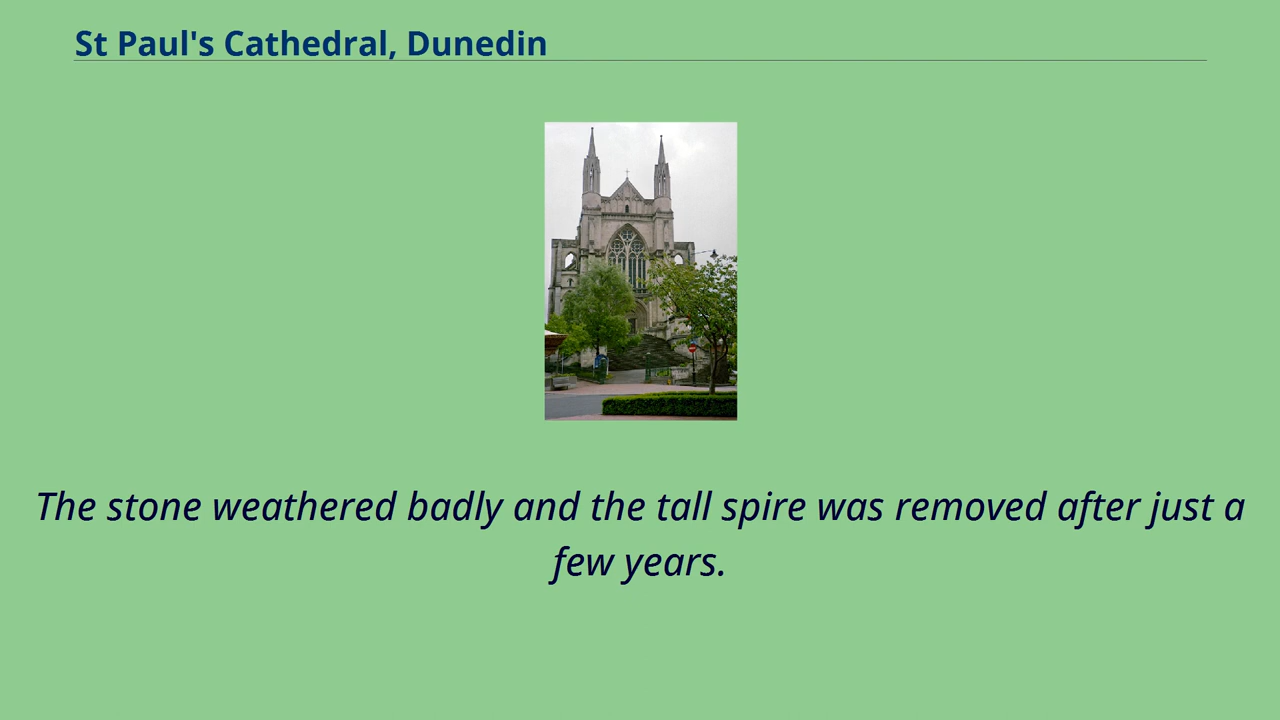 St Paul's Cathedral, Dunedin
The stone weathered badly and the tall spire was removed after just a
few years.